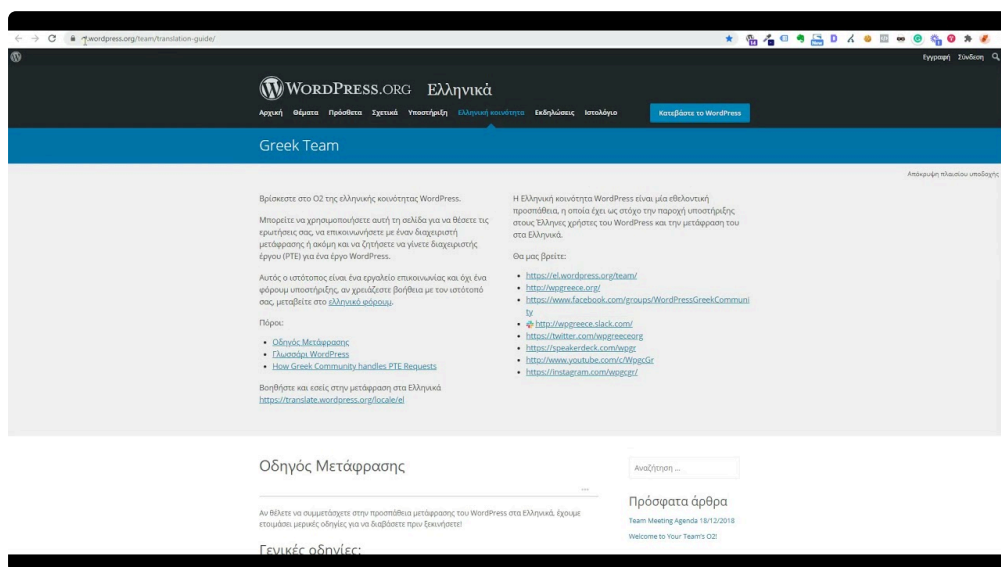 .wordpress.org/team/translation-guide/
Εγγραφή Σύνδεση
WORDPRESS.ORG Ελληνικά
Αρχική Θέματα Πρόσθετα Σχετικά Υποστήριξη Ελληνική κοινότητα Εκδηλώσεις Ιστολόγιο Κατεβάστε το WordPress
Greek Team
Απόκρυψη πλαισίου υποδοχής
Βρίσκεστε στο O2 της ελληνικής κοινότητας WordPress.
Μπορείτε να χρησιμοποιήσετε αυτή τη σελίδα για να θέσετε τις
ερωτήσεις σας, να επικοινωνήσετε με έναν διαχειριστή
μετάφρασης ή ακόμη και να ζητήσετε να γίνετε διαχειριστής
έργου (PTE) για ένα έργο WordPress.
Αυτός ο ιστότοπος είναι ένα εργαλείο επικοινωνίας και όχι ένα
φόρουμ υποστήριξης, αν χρειάζεστε βοήθεια με τον ιστότοπό
σας, μεταβείτε στο ελληνικό φόρουμ.
Πόροι:
Οδηγός Μετάφρασης
Γλωσσάρι WordPress
How Greek Community handles PTE Requests
Βοηθήστε και εσείς στην μετάφραση στα Ελληνικά
https://translate.wordpress.org/locale/el
Η Ελληνική κοινότητα WordPress είναι μία εθελοντική
προσπάθεια, η οποία έχει ως στόχο την παροχή υποστήριξης
στους Έλληνες χρήστες του WordPress και την μετάφραση του
στα Ελληνικά.
Θα μας βρείτε:
https://el.wordpress.org/team/
http://wpgreece.org/
https://www.facebook.com/groups/WordPressGreekCommuni
ty
http://wpgreece.slack.com/
https://twitter.com/wpgreeceorg
https://speakerdeck.com/wpgr
http://www.youtube.com/c/WpgcGr
https://instagram.com/wpgcgr/
Οδηγός Μετάφρασης
...
Αν θέλετε να συμμετάσχετε στην προσπάθεια μετάφρασης του WordPress στα Ελληνικά, έχουμε
ετοιμάσει μερικές οδηγίες για να διαβάσετε πριν ξεκινήσετε!
Γενικές οδηγίες:
Αναζήτηση ...
Πρόσφατα άρθρα
Team Meeting Agenda 18/12/2018
Welcome to Your Team's O2!